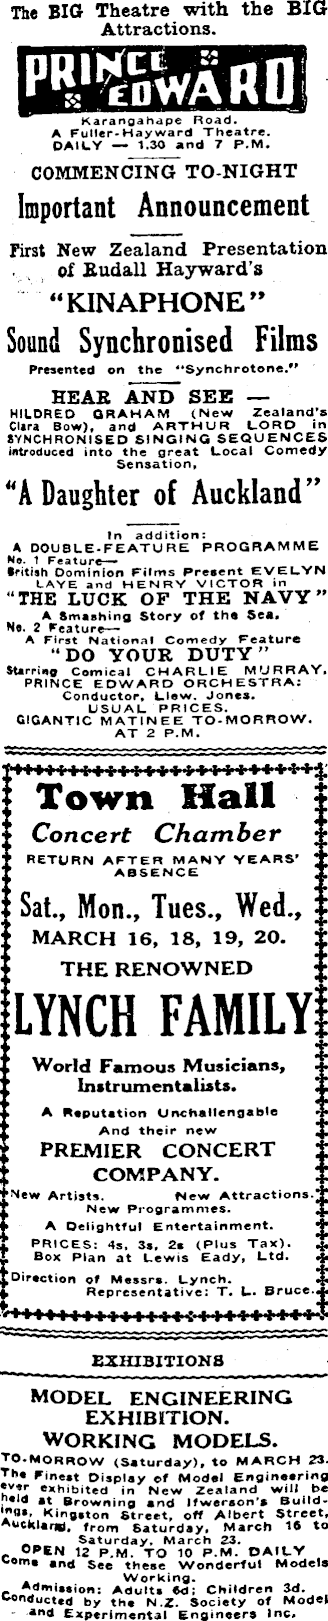 The BIG Theatre with the BIG
Attractions.
PRINCE
EDWARD
Karangahape Road.
A Fuller-Hayward Theatre.
DAILY — 1.30 and 7 P.M.
COMMENCING TO-NIGHT
Important Announcement
First New Zealand Presentation
of Rudall Hayward's
"KINAPHONE"
Sound Synchronised Films
Presented on the "Synchrotone."
HEAR AND SEE —
HILDRED GRAHAM (New Zealand's
Clara Bow), and ARTHUR LORD in
SYNCHRONISED SINGING SEQUENCES
introduced into the great Local Comedy
Sensation,
"A Daughter of Auckland"
In addition:
A DOUBLE-FEATURE PROGRAMME
No. 1 Feature—
British Dominion Films Present EVELYN
LAYE and HENRY VICTOR in
"THE LUCK OF THE NAVY"
A Smashing Story of the Sea.
No. 2 Feature—
A First National Comedy Feature
"DO YOUR DUTY"
Starring Comical CHARLIE MURRAY.
PRINCE EDWARD ORCHESTRA:
Conductor, Llew. Jones.
USUAL PRICES.
GIGANTIC MATINEE TO-MORROW.
AT 2 P.M.
Town Hall
Concert Chamber
RETURN AFTER MANY YEARS'
ABSENCE
Sat., Mon., Tues., Wed.,
MARCH 16, 18, 19, 20.
THE RENOWNED
LYNCH FAMILY
World Famous Musicians,
Instrumentalists.
A Reputation Unchallengable
And their new
PREMIER CONCERT
COMPANY.
New Artists. New Attractions.
New Programmes.
A Delightful Entertainment.
PRICES: 4s, 3s, 2s (Plus Tax).
Box Plan at Lewis Eady, Ltd.
Direction of Messrs. Lynch.
Representative: T. L. Bruce.
EXHIBITIONS
MODEL ENGINEERING
EXHIBITION.
WORKING MODELS.
TO-MORROW (Saturday), to MARCH 23.
The Finest Display of Model Engineering
ever exhibited in New Zealand will be
held at Browning and Ifwerson's Build-
ings, Kingston Street, off Albert Street,
Auckland, from Saturday, March 16 to
Saturday, March 23.
OPEN 12 P.M. TO 10 P.M. DAILY
Come and See these Wonderful Models
Working.
Admission: Adults 6d; Children 3d.
Conducted by the N.Z. Society of Model
and Experimental Engineers Inc.